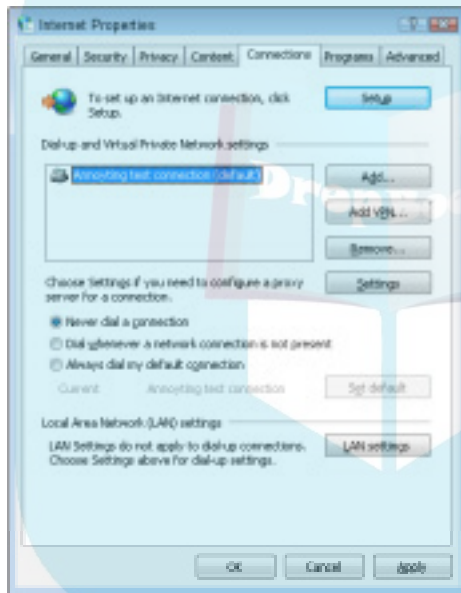 Internet Properties
General Security Privacy Content Connections Programs Advanced
To set up an Internet connection, click
Setup.
Setup
Dial-up and Virtual Private Network settings
Annoying test connection (default)
Add...
Add VPN...
Remove...
Choose Settings if you need to configure a proxy
server for a connection.
Settings
Never dial a connection
Dial whenever a network connection is not present
Always dial my default connection
Current Annoyting test connection Set default
Local Area Network (LAN) settings
LAN Settings do not apply to dial-up connections.
Choose Settings above for dial-up settings.
LAN settings
OK Cancel Apply